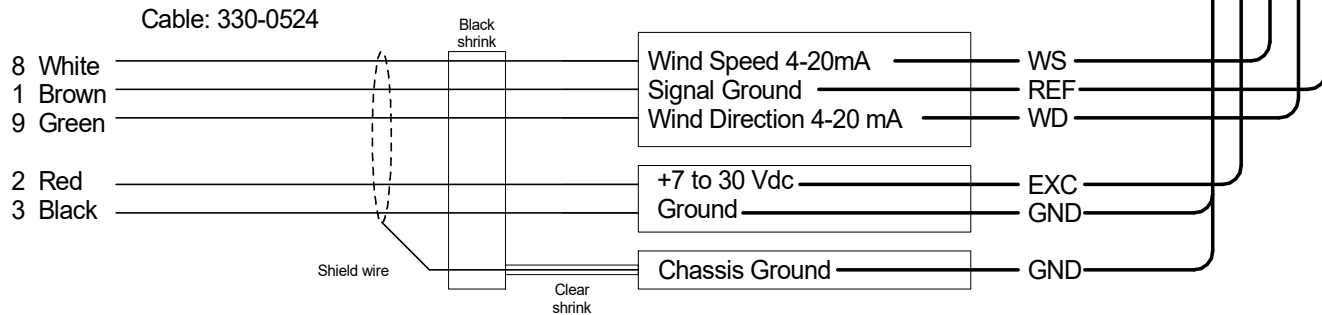 Cable: 330-0524
Black
shrink
8 White
1 Brown
9 Green
2 Red
3 Black
Shield wire
Clear
shrink
Wind Speed 4-20mA
Signal Ground
Wind Direction 4-20 mA
+7 to 30 Vdc
Ground
Chassis Ground
WS
REF
WD
EXC
GND
GND